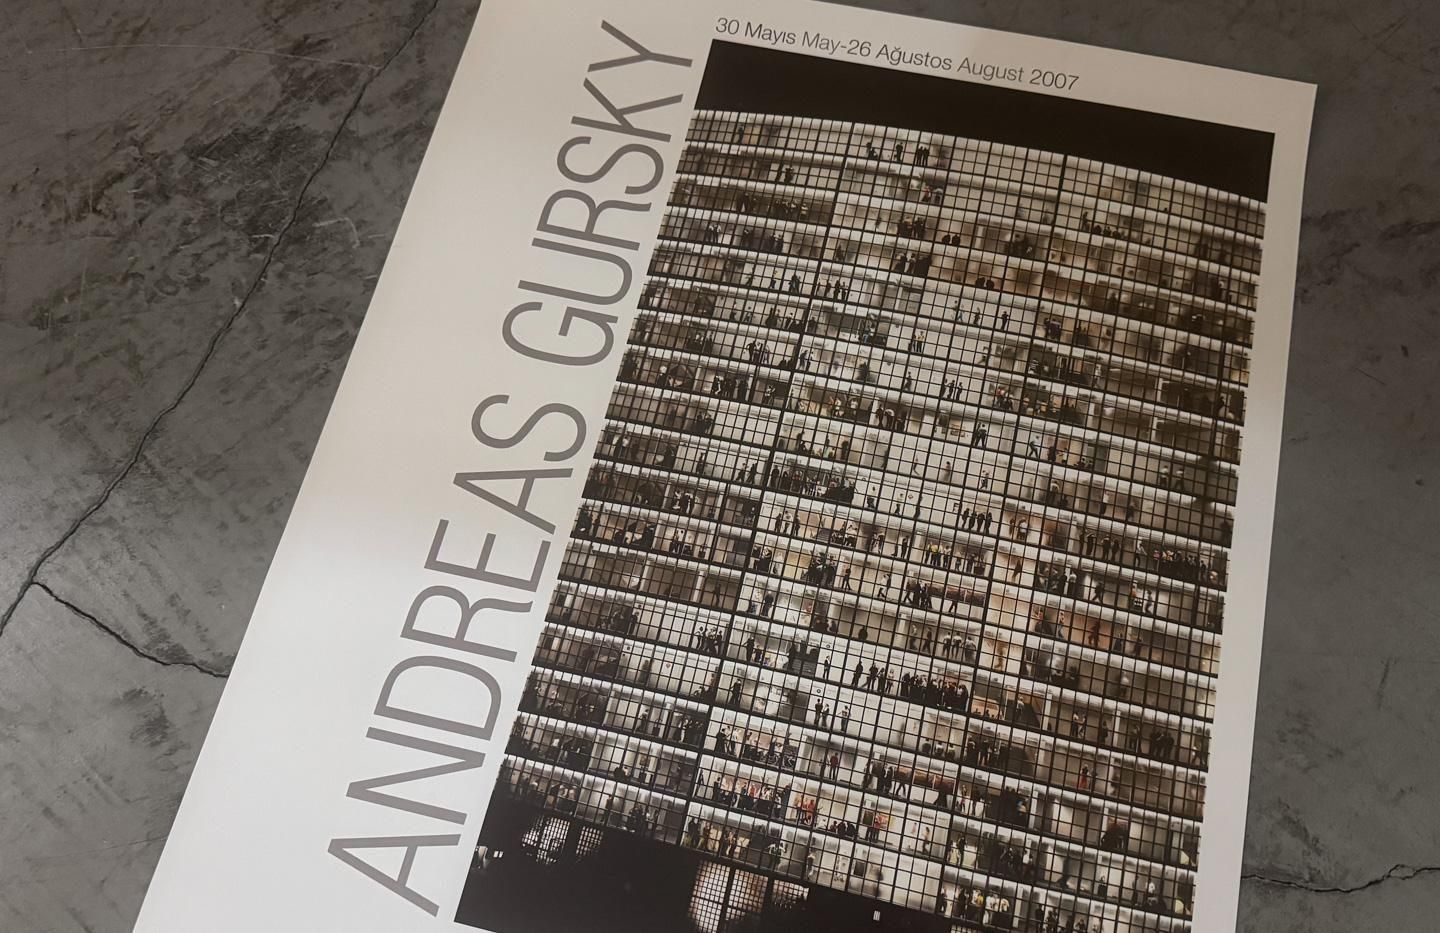 30 Mayıs May-26 Ağustos August 2007
ANDREAS GURSKY